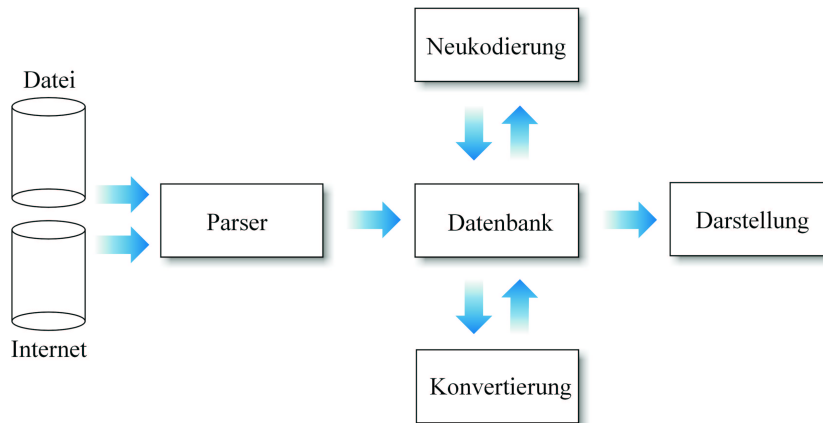 Neukodierung
Datei
Parser
Datenbank
Darstellung
Internet
Konvertierung